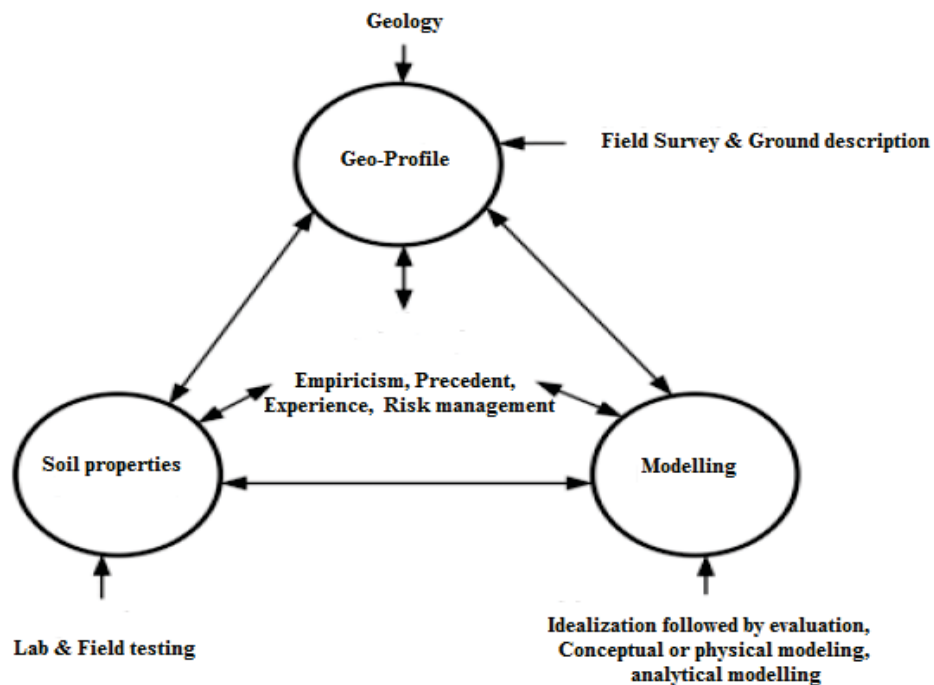 Geology
Field Survey & Ground description
Geo-Profile
Empiricism, Precedent,
Experience, Risk management
Soil properties
Modelling
Lab & Field testing
Idealization followed by evaluation,
Conceptual or physical modeling,
analytical modelling